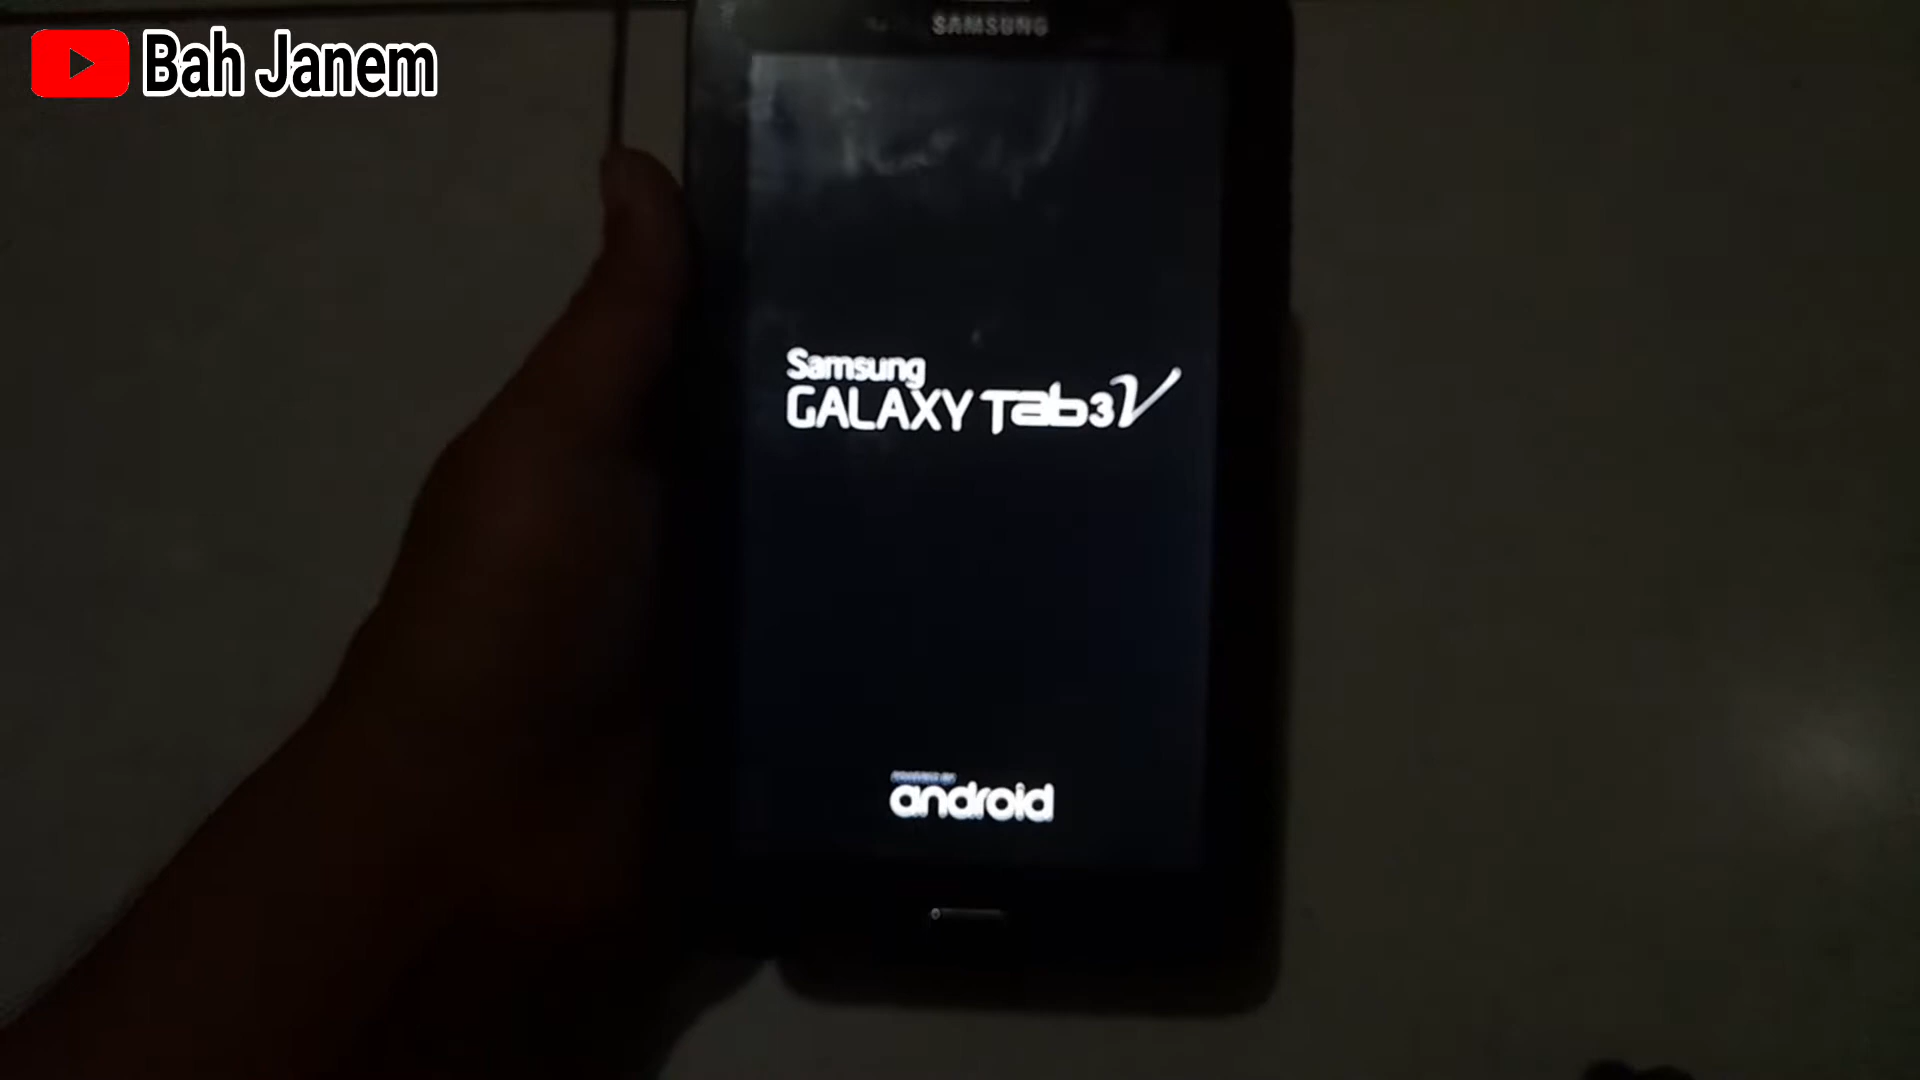 Bah Janem
SAMSUNG
Samsung
GALAXY Tab3V
android